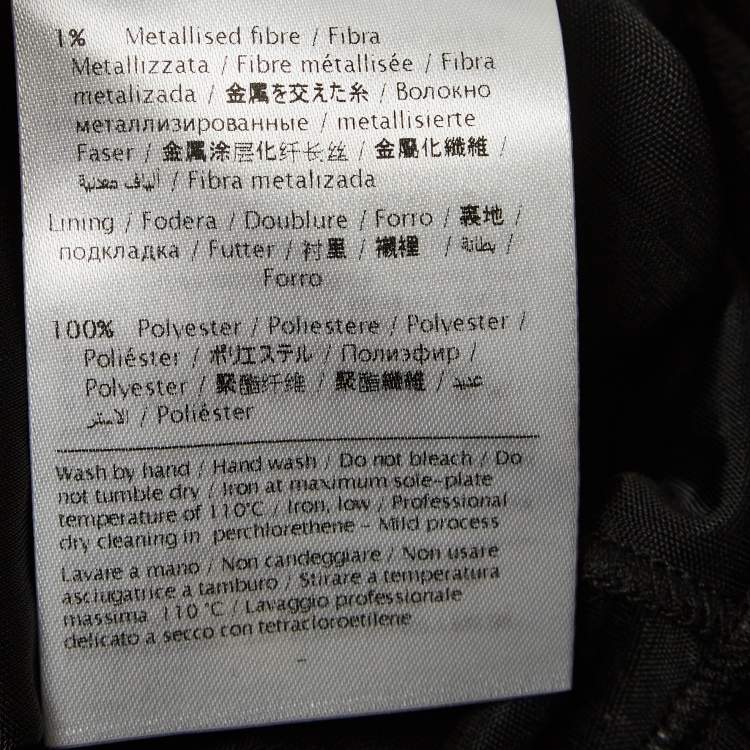 1% Metallised fibre / Fibra
Metallizzata / Fibre métallisée / Fibra
metalizada / 金属を交えた糸 / Волокно
металлизированные / metallisierte
Faser / 金属涂层化纤长丝 / 金屬化纖維 /
ألياف معدنية / Fibra metalizada
Lining / Fodera / Doublure / Forro / 裏地 /
подкладка / Futter / 衬里 / 襯裡 / بطانة /
Forro
100% Polyester / Poliestere / Polyester /
Poliéster / ポリエステル / Полиэфир /
Polyester / 聚酯纤维 / 聚酯纖維 / عديد
الاستر / Poliéster
Wash by hand / Hand wash / Do not bleach / Do
not tumble dry / Iron at maximum sole-plate
temperature of 110°C / Iron, low / Professional
dry cleaning in perchlorethene - Mild process
Lavare a mano / Non candeggiare / Non usare
asciugatrice a tamburo / Stirare a temperatura
massima 110 °C / Lavaggio professionale
delicato a secco con tetracloroetilene